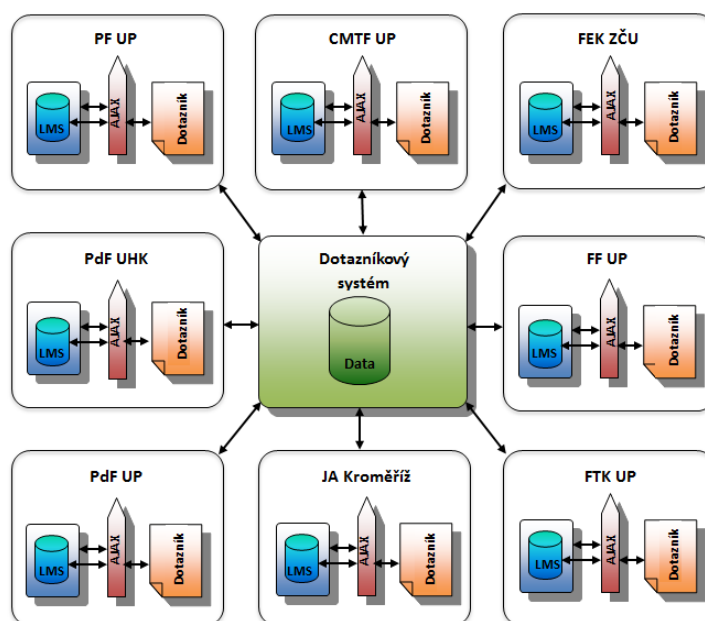 PF UP
LMS
AJAX
Dotazník
CMTF UP
LMS
AJAX
Dotazník
FEK ZČU
LMS
AJAX
Dotazník
PdF UHK
LMS
AJAX
Dotazník
Dotazníkový
systém
Data
FF UP
LMS
AJAX
Dotazník
PdF UP
LMS
AJAX
Dotazník
JA Kroměříž
LMS
AJAX
Dotazník
FTK UP
LMS
AJAX
Dotazník